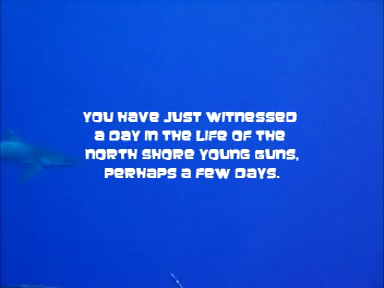 YOU HAVE JUST WITNESSED
A DAY IN THE LIFE OF THE
NORTH SHORE YOUNG GUNS,
PERHAPS A FEW DAYS.